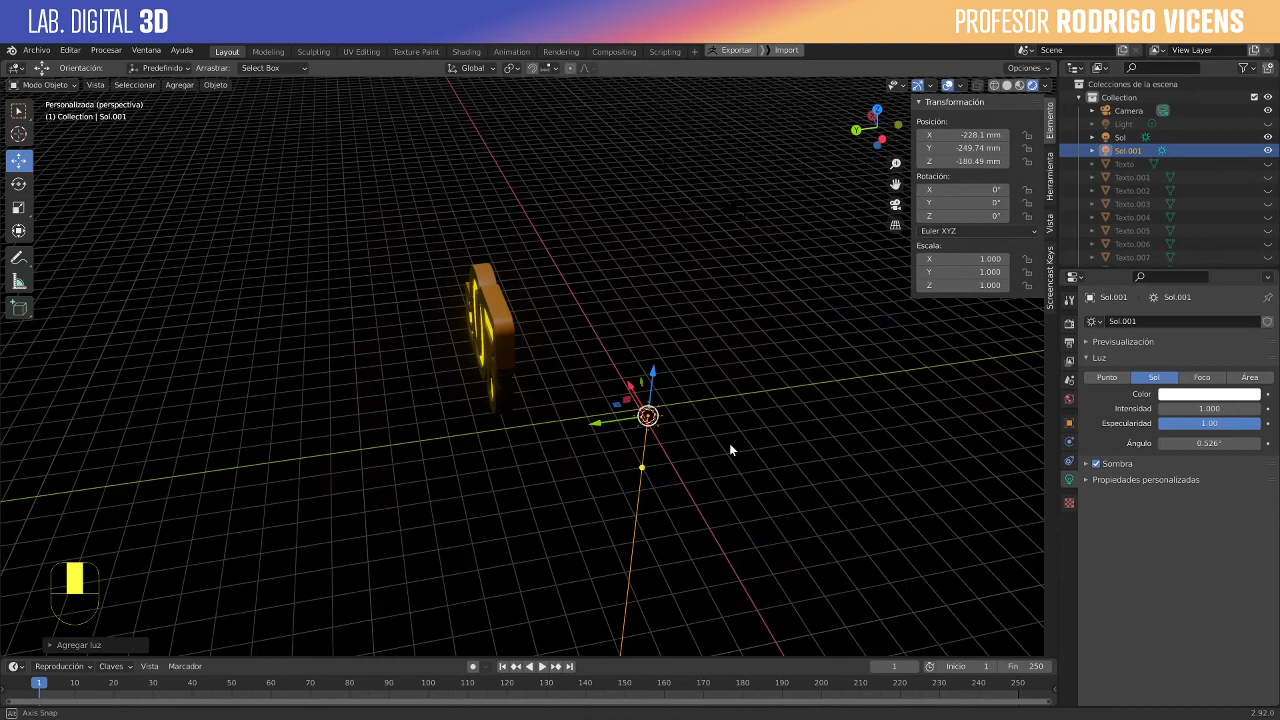 LAB. DIGITAL 3D
PROFESOR RODRIGO VICENS
Archivo Editar Procesar Ventana Ayuda Layout Modeling Sculpting UV Editing Texture Paint Shading Animation Rendering Compositing Scripting + Exportar Import Scene View Layer
Orientación: Predefinido Arrastrar: Select Box Global Opciones
Modo Objeto Vista Seleccionar Agregar Objeto
Personalizada (perspectiva)
(1) Collection | Sol.001
Z
Y
Transformación
Posición:
X -228.1 mm
Y -249.74 mm
Z -180.49 mm
Rotación:
X 0°
Y 0°
Z 0°
Euler XYZ
Escala:
X 1.000
Y 1.000
Z 1.000
Elemento
Herramienta
Vista
Screencast Keys
Colecciones de la escena
Collection
Camera
Light
Sol
Sol.001
Texto
Texto.001
Texto.002
Texto.003
Texto.004
Texto.005
Texto.006
Texto.007
Sol.001 Sol.001
Sol.001
Previsualización
Luz
Punto Sol Foco Área
Color
Intensidad 1.000
Especularidad 1.00
Ángulo 0.526°
Sombra
Propiedades personalizadas
Agregar luz
Reproducción Claves Vista Marcador 1 Inicio 1 Fin 250
1 10 20 30 40 50 60 70 80 90 100 110 120 130 140 150 160 170 180 190 200 210 220 230 240 250
Alt Axis Snap 2.92.0